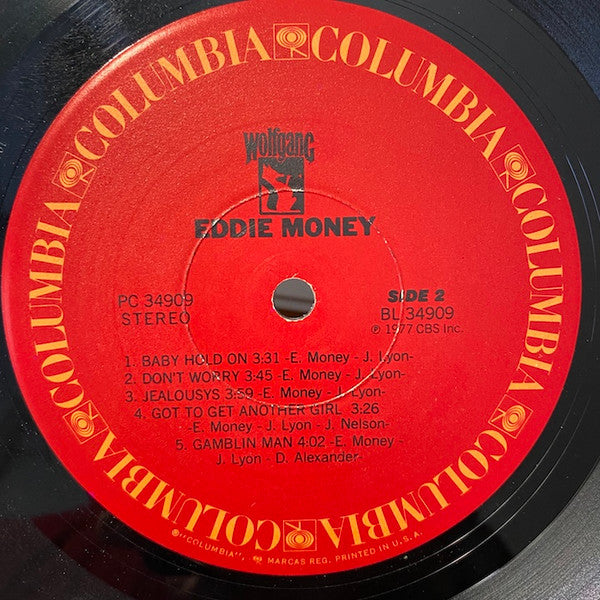 COLUMBIA COLUMBIA COLUMBIA COLUMBIA COLUMBIA COLUMBIA COLUMBIA COLUMBIA
Wolfgang
EDDIE MONEY
PC 34909
STEREO
SIDE 2
BL 34909
℗ 1977 CBS Inc.
1. BABY HOLD ON 3:31 -E. Money - J. Lyon-
2. DON'T WORRY 3:45 -E. Money - J. Lyon-
3. JEALOUSYS 3:59 -E. Money - J. Lyon-
4. GOT TO GET ANOTHER GIRL 3:26
-E. Money - J. Lyon - J. Nelson-
5. GAMBLIN MAN 4:02 -E. Money -
J. Lyon - D. Alexander-
®"COLUMBIA", MARCAS REG. PRINTED IN U.S.A.